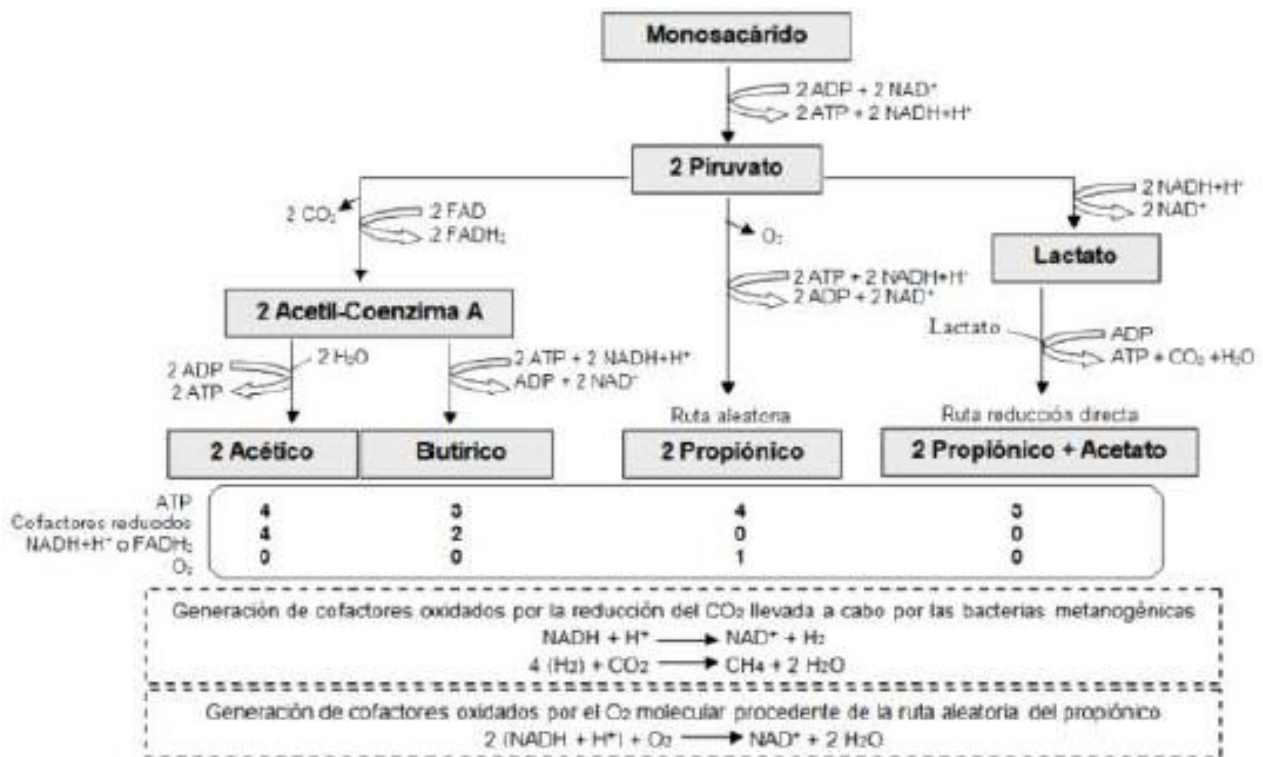 Monosacárido
2 ADP + 2 NAD⁺
2 ATP + 2 NADH+H⁺
2 Piruvato
2 CO₂
2 FAD
2 FADH₂
O₂
2 NADH+H⁺
2 NAD⁺
Lactato
2 ATP + 2 NADH+H⁺
2 ADP + 2 NAD⁺
2 Acetil-Coenzima A
Lactato
ADP
ATP + CO₂ +H₂O
2 ADP
2 ATP
2 H₂O
2 ATP + 2 NADH+H⁺
ADP + 2 NAD⁺
Ruta aleatoria
Ruta reducción directa
2 Acético
Butírico
2 Propiónico
2 Propiónico + Acetato
ATP 4 3 4 3
Cofactores reducidos
NADH+H⁺ o FADH₂ 4 2 0 0
O₂ 0 0 1 0
Generación de cofactores oxidados por la reducción del CO₂ llevada a cabo por las bacterias metanogénicas
NADH + H⁺ → NAD⁺ + H₂
4 (H₂) + CO₂ → CH₄ + 2 H₂O
Generación de cofactores oxidados por el O₂ molecular procedente de la ruta aleatoria del propiónico
2 (NADH + H⁺) + O₂ → NAD⁺ + 2 H₂O